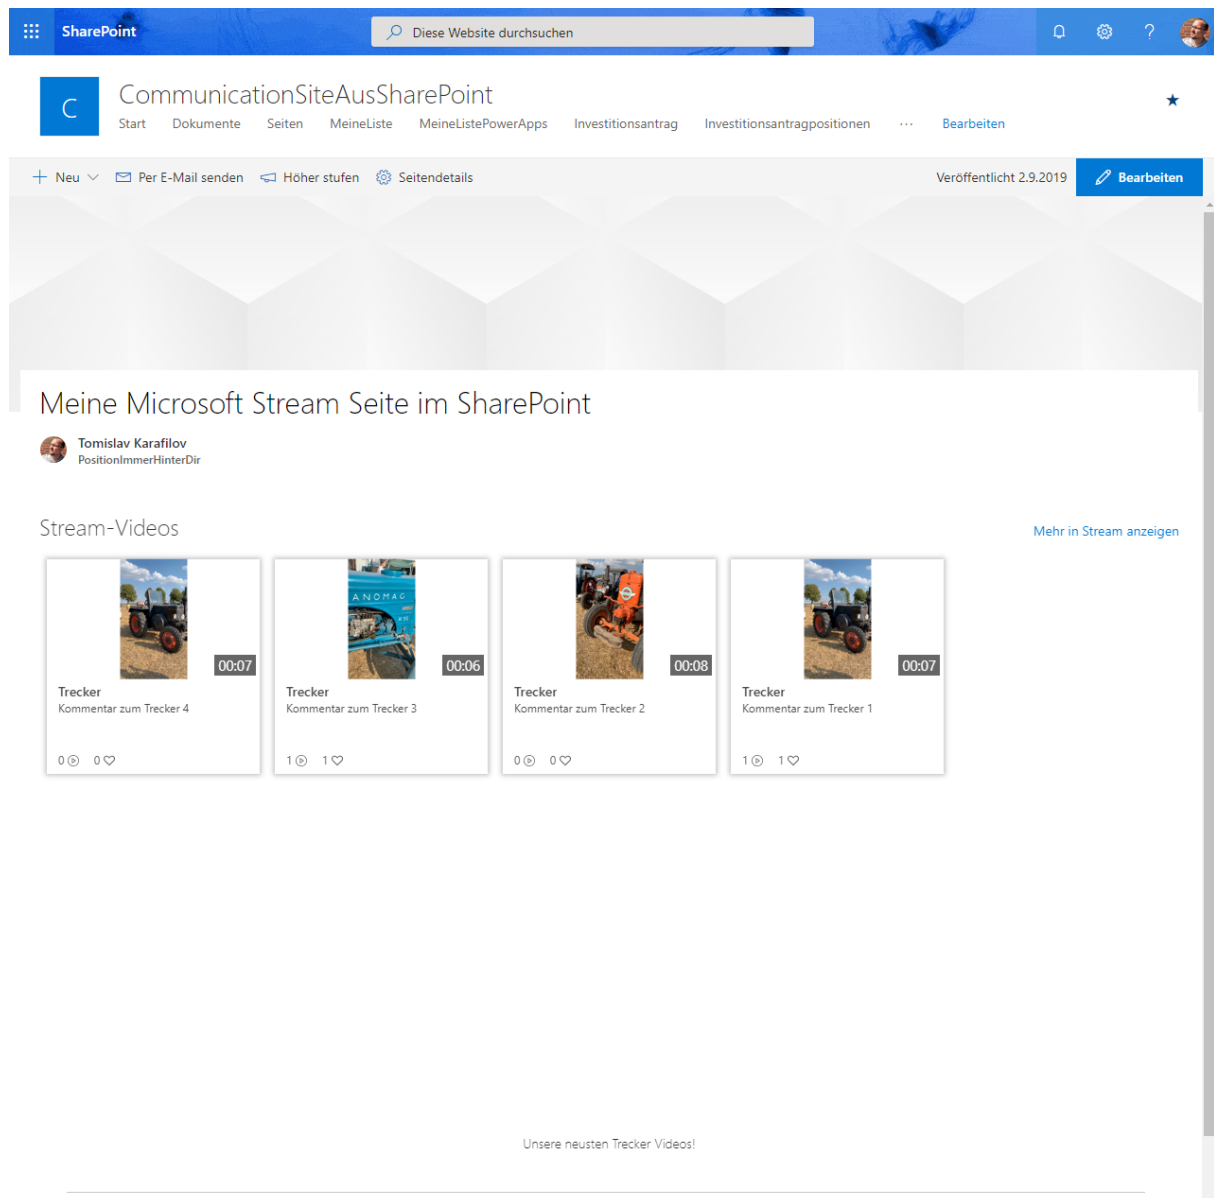 SharePoint
Diese Website durchsuchen
?
C
CommunicationSiteAusSharePoint
Start Dokumente Seiten MeineListe MeineListePowerApps Investitionsantrag Investitionsantragpositionen ... Bearbeiten
Neu Per E-Mail senden Höher stufen Seitendetails Veröffentlicht 2.9.2019 Bearbeiten
Meine Microsoft Stream Seite im SharePoint
Tomislav Karafilov
PositionImmerHinterDir
Stream-Videos Mehr in Stream anzeigen
ANOMAG
00:07 00:06 00:08 00:07
Trecker Trecker Trecker Trecker
Kommentar zum Trecker 4 Kommentar zum Trecker 3 Kommentar zum Trecker 2 Kommentar zum Trecker 1
0 0 1 1 0 0 1 1
Unsere neusten Trecker Videos!